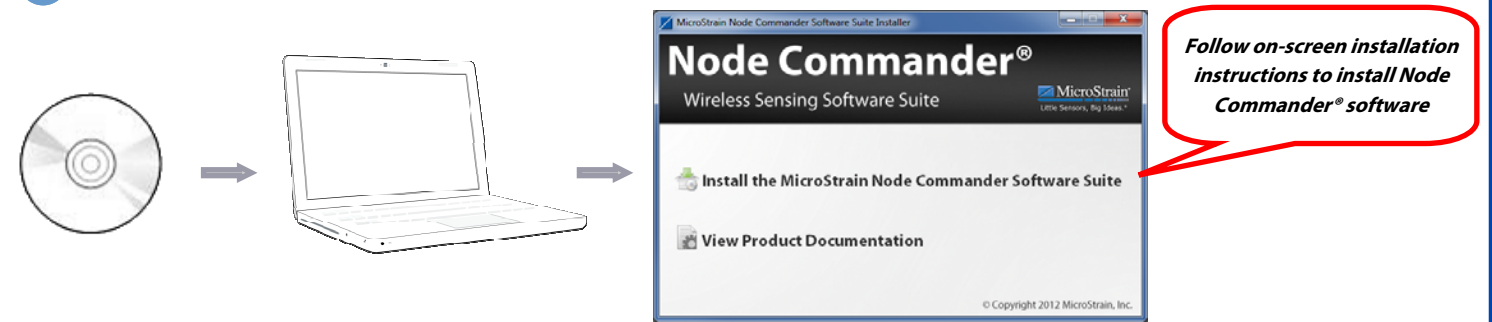 MicroStrain Node Commander Software Suite Installer
Node Commander®
Wireless Sensing Software Suite
MicroStrain®
Little Sensors, Big Ideas.®
Install the MicroStrain Node Commander Software Suite
View Product Documentation
© Copyright 2012 MicroStrain, Inc.
Follow on-screen installation
instructions to install Node
Commander® software